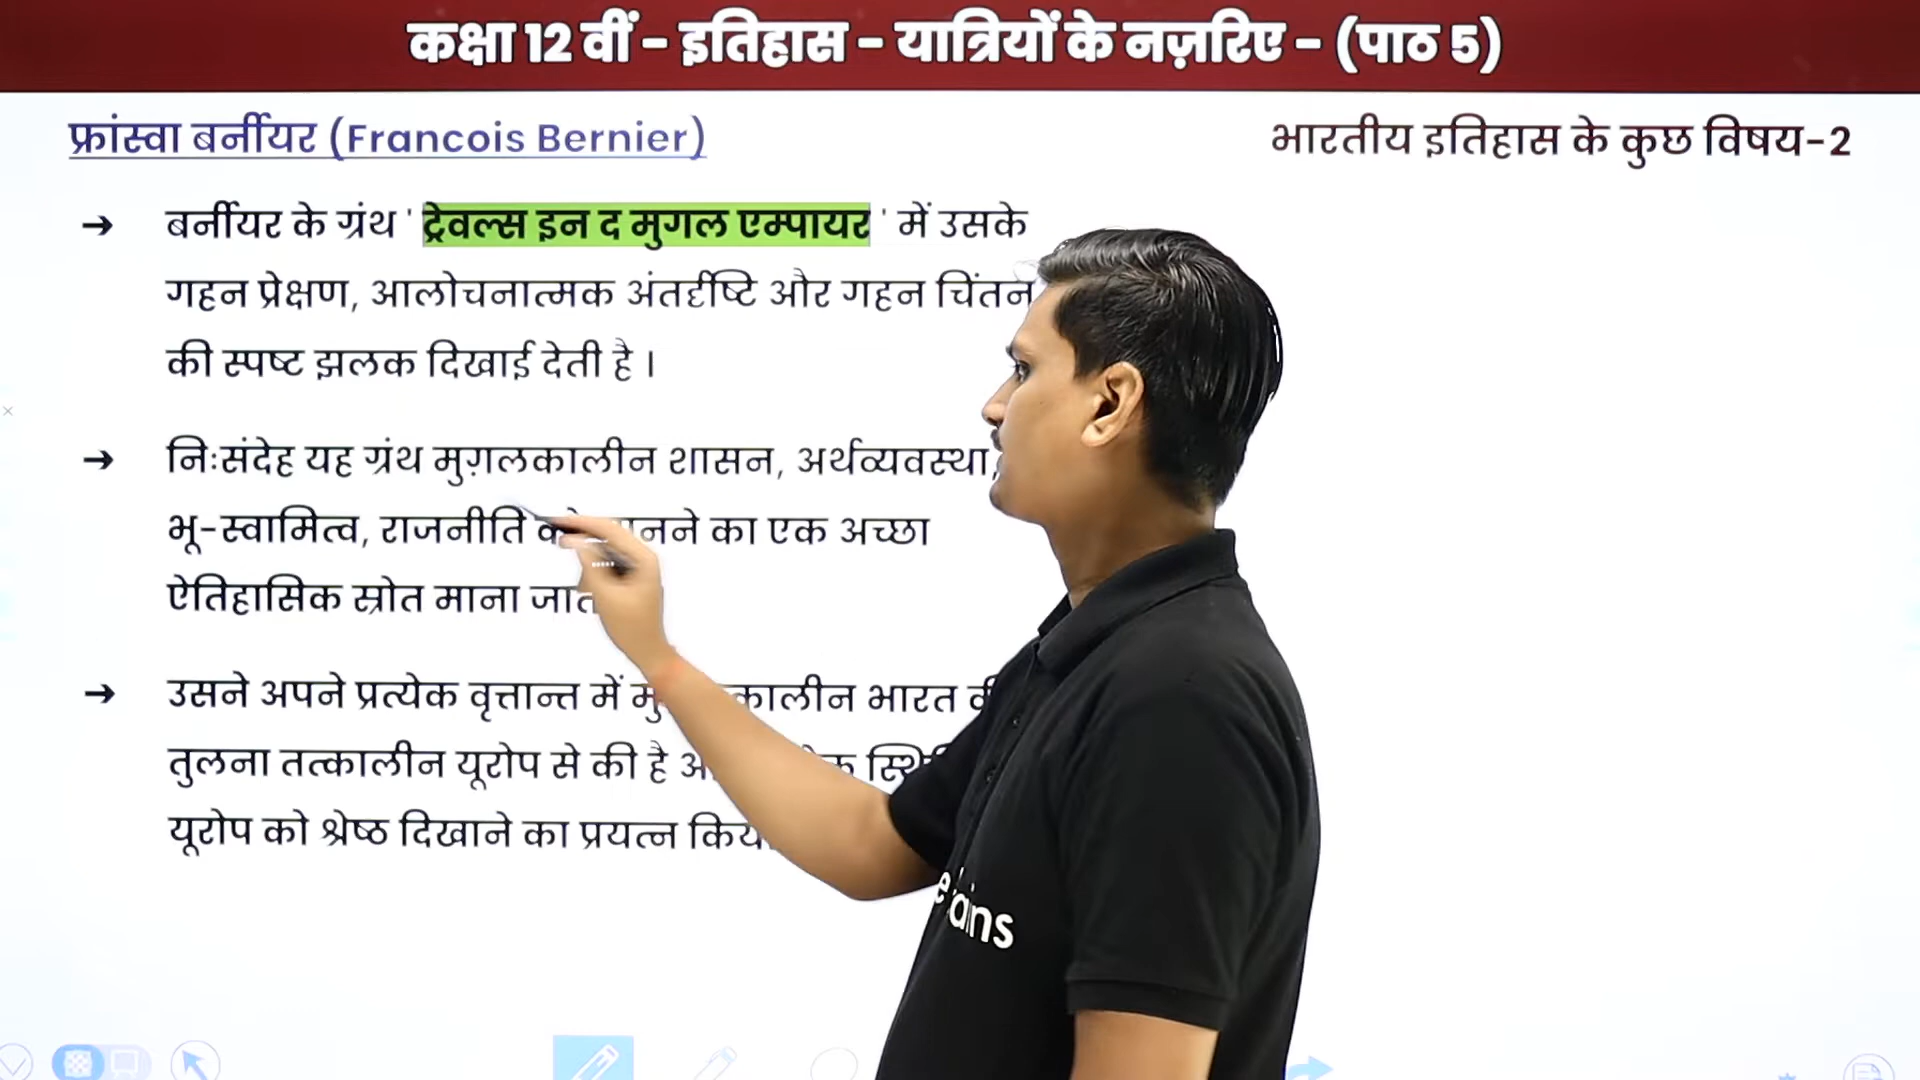 कक्षा 12 वीं - इतिहास - यात्रियों के नज़रिए - (पाठ 5)
फ्रांस्वा बर्नीयर (Francois Bernier)
भारतीय इतिहास के कुछ विषय-2
→ बर्नीयर के ग्रंथ ' ट्रेवल्स इन द मुगल एम्पायर ' में उसके
गहन प्रेक्षण, आलोचनात्मक अंतर्दृष्टि और गहन चिंतन
की स्पष्ट झलक दिखाई देती है ।
→ निःसंदेह यह ग्रंथ मुग़लकालीन शासन, अर्थव्यवस्था,
भू-स्वामित्व, राजनीति का एक अच्छा
ऐतिहासिक स्रोत माना
→ उसने अपने प्रत्येक वृत्तान्त में भारत
तुलना तत्कालीन यूरोप से की है
यूरोप को श्रेष्ठ दिखाने का प्रयत्न